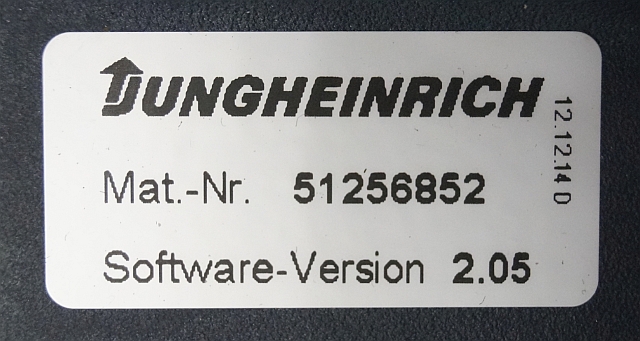 JUNGHEINRICH
Mat.-Nr. 51256852
Software-Version 2.05
12.12.14 D